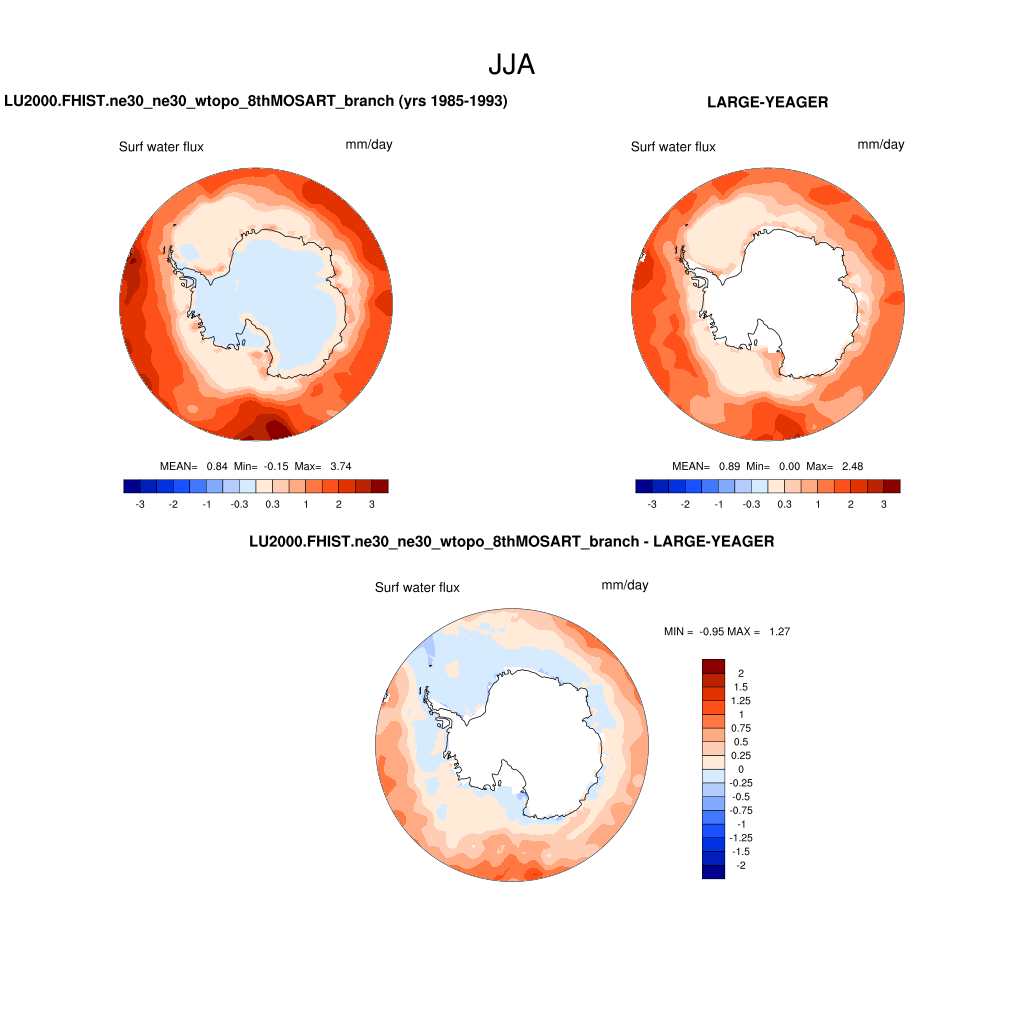 JJA
LU2000.FHIST.ne30_ne30_wtopo_8thMOSART_branch (yrs 1985-1993)
LARGE-YEAGER
Surf water flux mm/day
Surf water flux mm/day
MEAN= 0.84 Min= -0.15 Max= 3.74
MEAN= 0.89 Min= 0.00 Max= 2.48
-3 -2 -1 -0.3 0.3 1 2 3
-3 -2 -1 -0.3 0.3 1 2 3
LU2000.FHIST.ne30_ne30_wtopo_8thMOSART_branch - LARGE-YEAGER
Surf water flux mm/day
MIN = -0.95 MAX = 1.27
2
1.5
1.25
1
0.75
0.5
0.25
0
-0.25
-0.5
-0.75
-1
-1.25
-1.5
-2